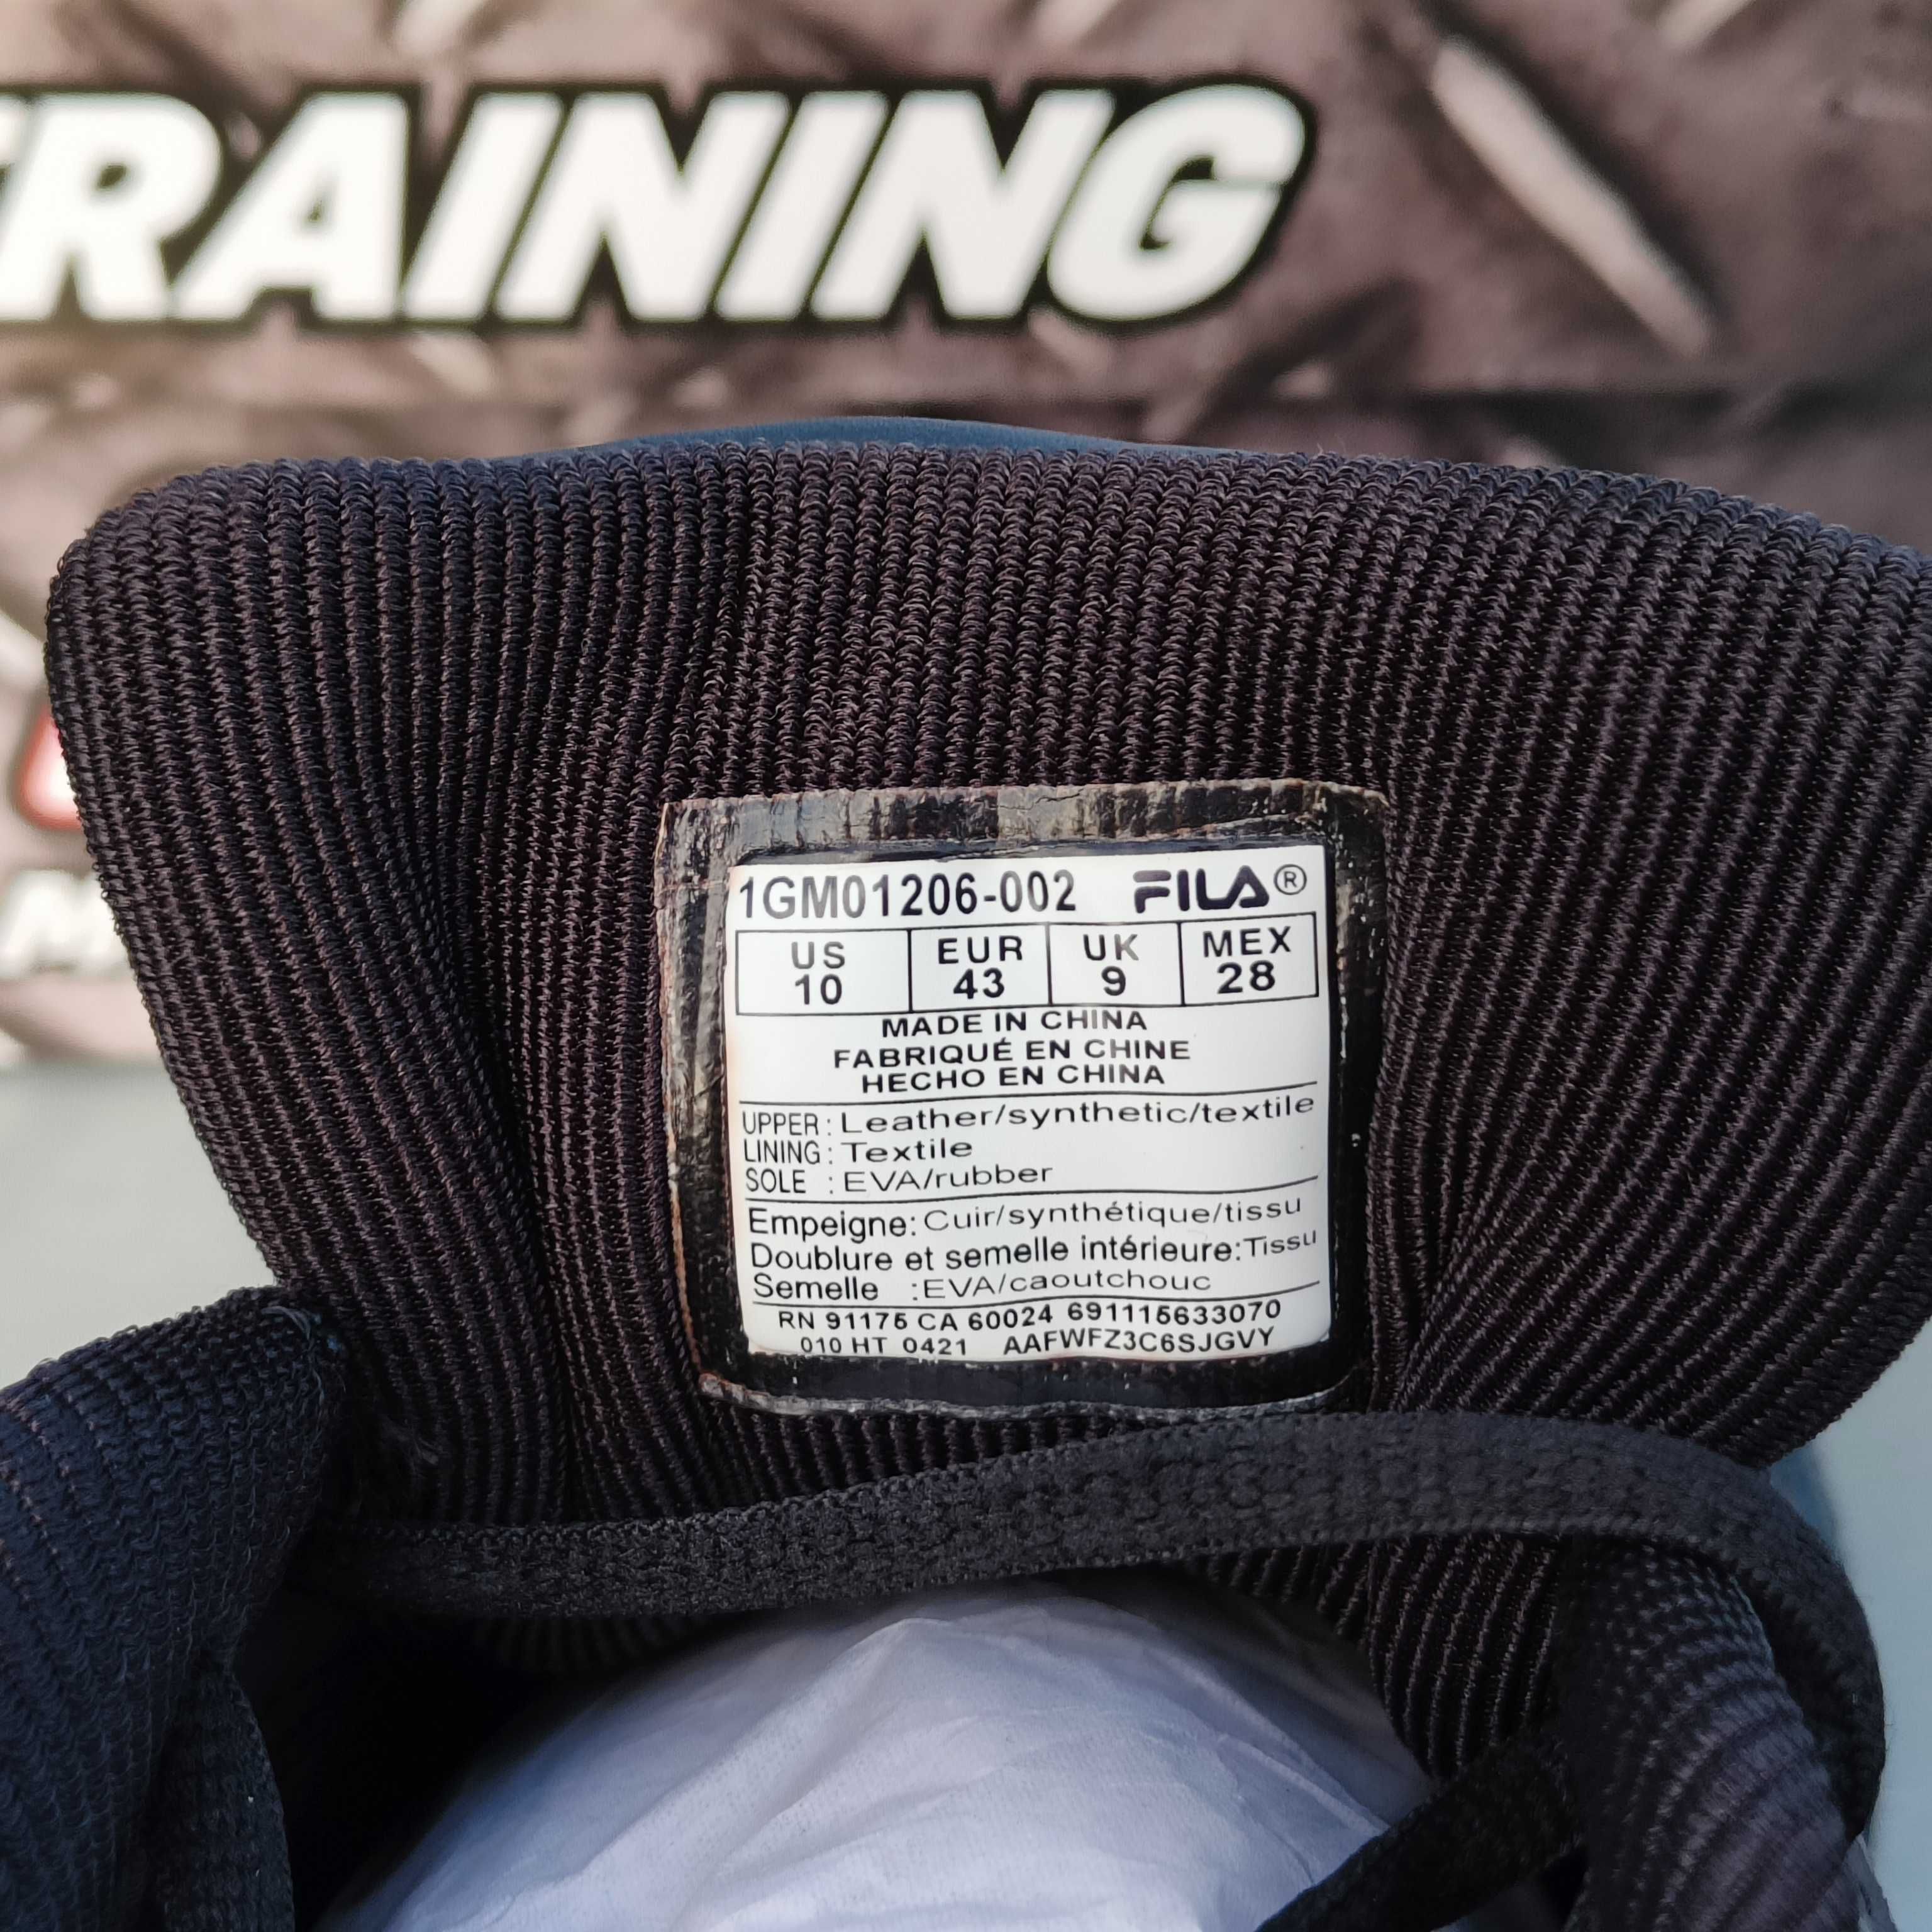 TRAINING
1GM01206-002 FILA®
US EUR UK MEX
10 43 9 28
MADE IN CHINA
FABRIQUÉ EN CHINE
HECHO EN CHINA
UPPER : Leather/synthetic/textile
LINING : Textile
SOLE : EVA/rubber
Empeigne: Cuir/synthétique/tissu
Doublure et semelle intérieure:Tissu
Semelle :EVA/caoutchouc
RN 91175 CA 60024 691115633070
010 HT 0421 AAFWFZ3C6SJGVY